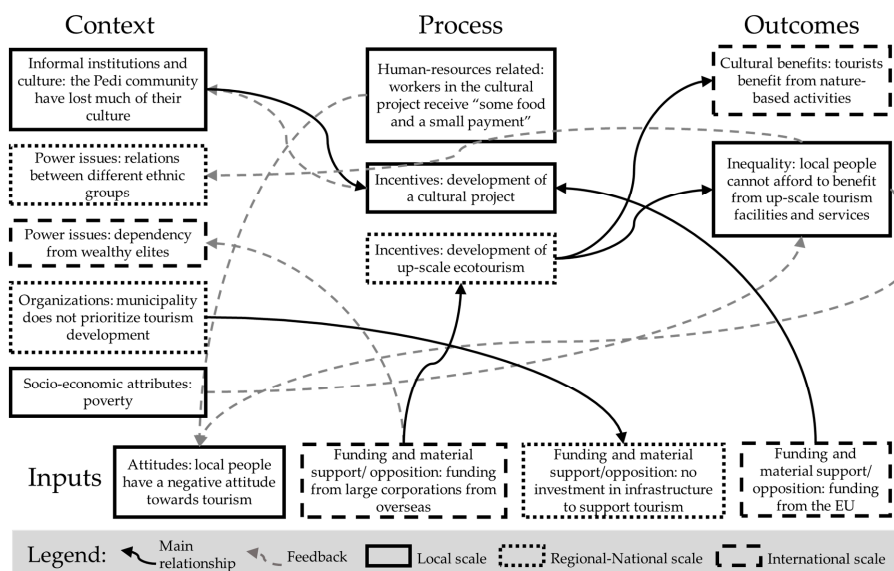 Context
Process
Outcomes
Informal institutions and
culture: the Pedi community
have lost much of their
culture
Power issues: relations
between different ethnic
groups
Power issues: dependency
from wealthy elites
Organizations: municipality
does not prioritize tourism
development
Socio-economic attributes:
poverty
Human-resources related:
workers in the cultural
project receive “some food
and a small payment”
Incentives: development of
a cultural project
Incentives: development of
up-scale ecotourism
Cultural benefits: tourists
benefit from nature-
based activities
Inequality: local people
cannot afford to benefit
from up-scale tourism
facilities and services
Inputs
Attitudes: local people
have a negative attitude
towards tourism
Funding and material
support/ opposition: funding
from large corporations from
overseas
Funding and material
support/opposition: no
investment in infrastructure
to support tourism
Funding and
material support/
opposition: funding
from the EU
Legend:
Main
relationship
Feedback
Local scale
Regional-National scale
International scale